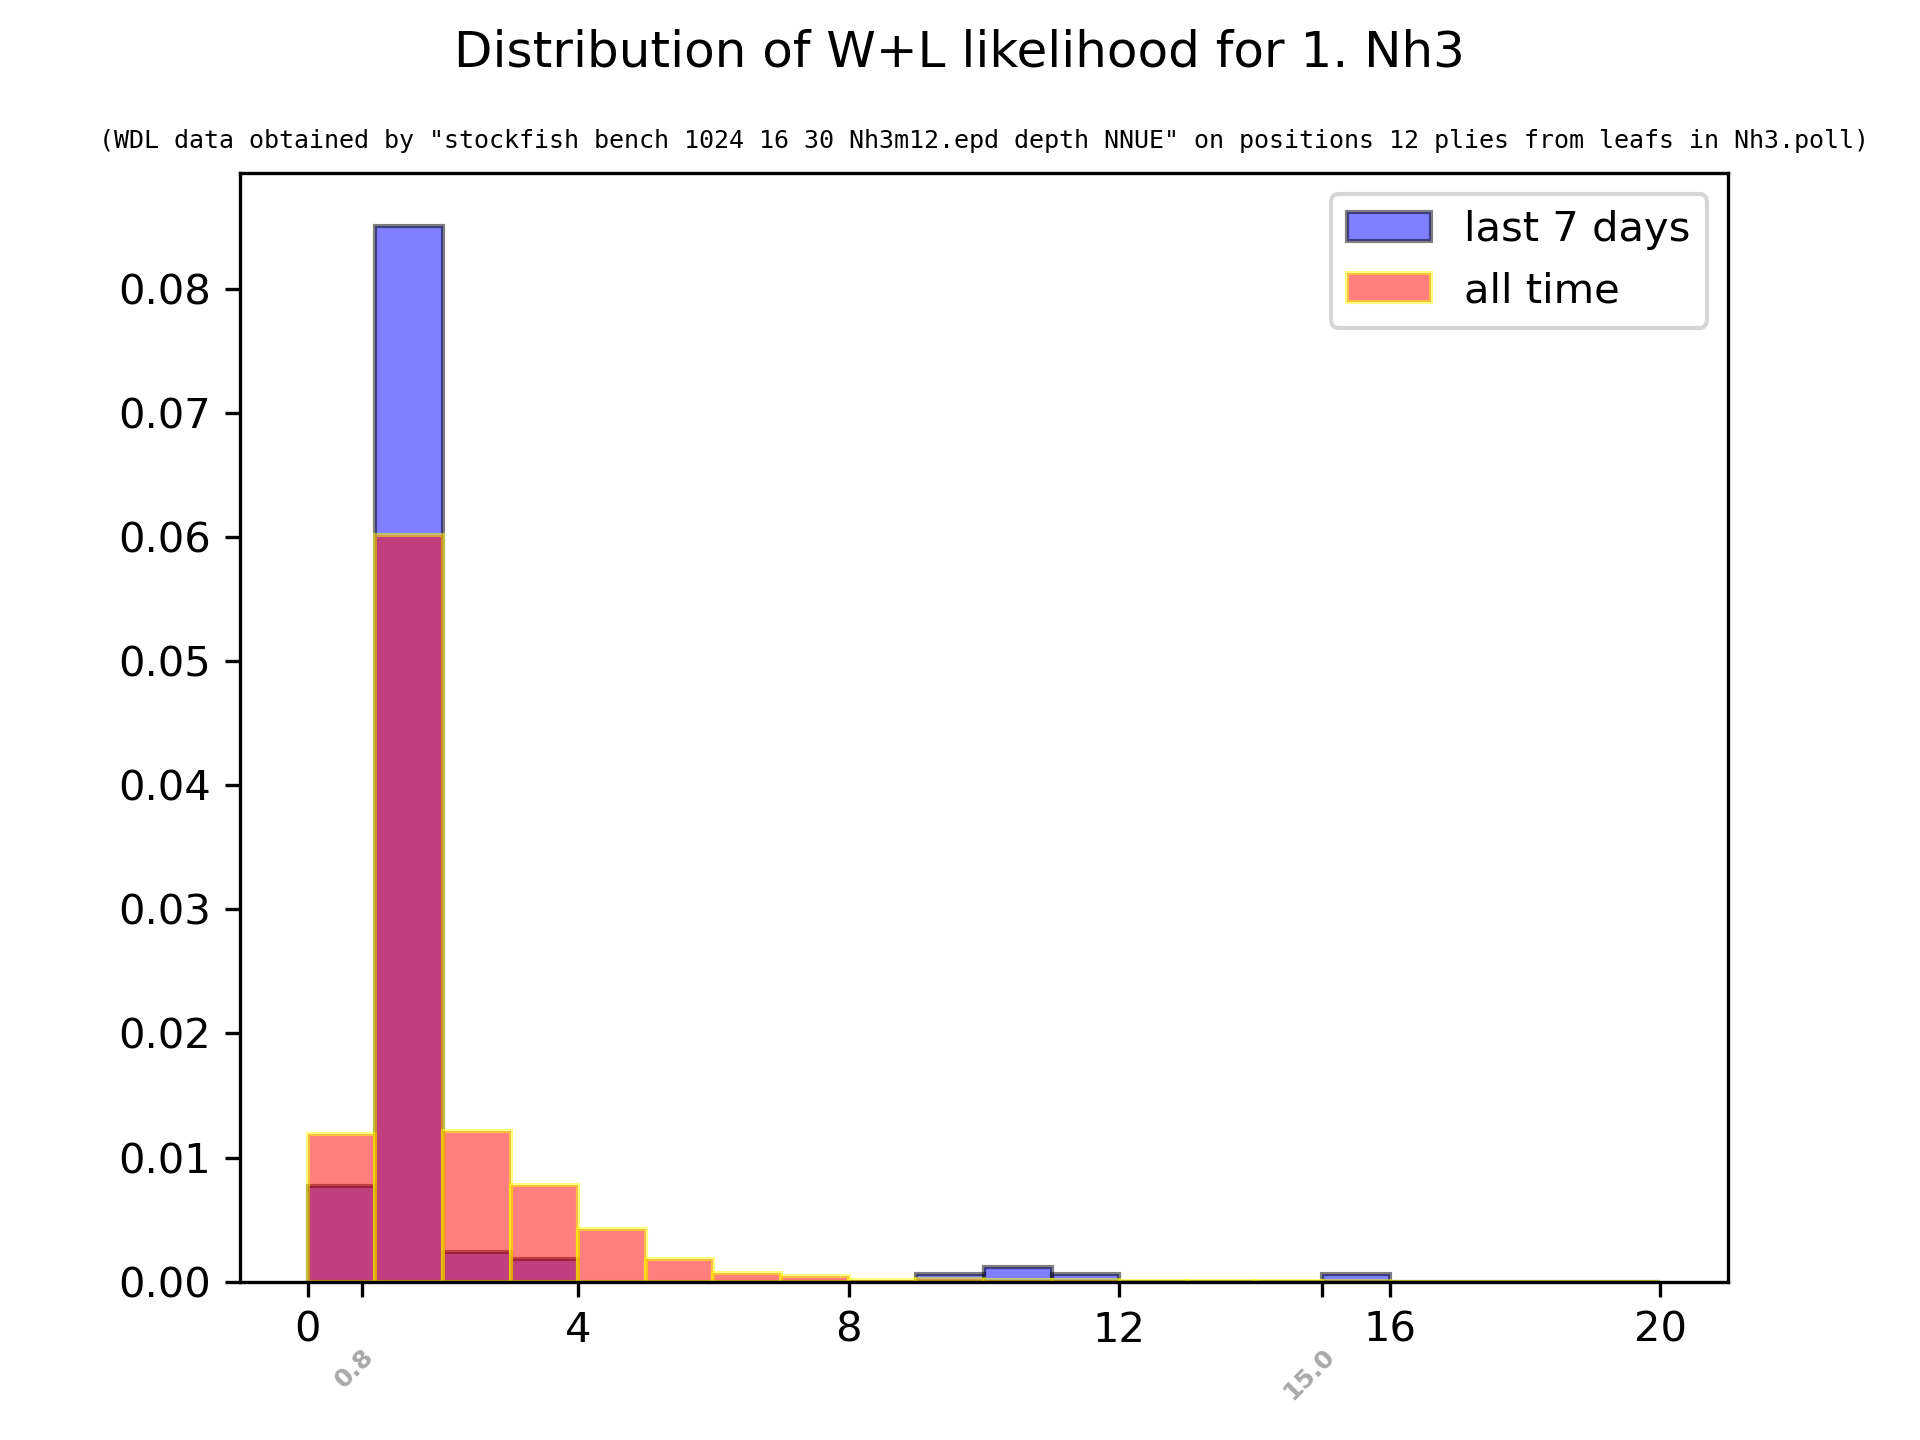 Distribution of W+L likelihood for 1. Nh3
(WDL data obtained by "stockfish bench 1024 16 30 Nh3m12.epd depth NNUE" on positions 12 plies from leafs in Nh3.poll)
last 7 days
all time
0.08
0.07
0.06
0.05
0.04
0.03
0.02
0.01
0.00
0 4 8 12 16 20
0.8 15.0